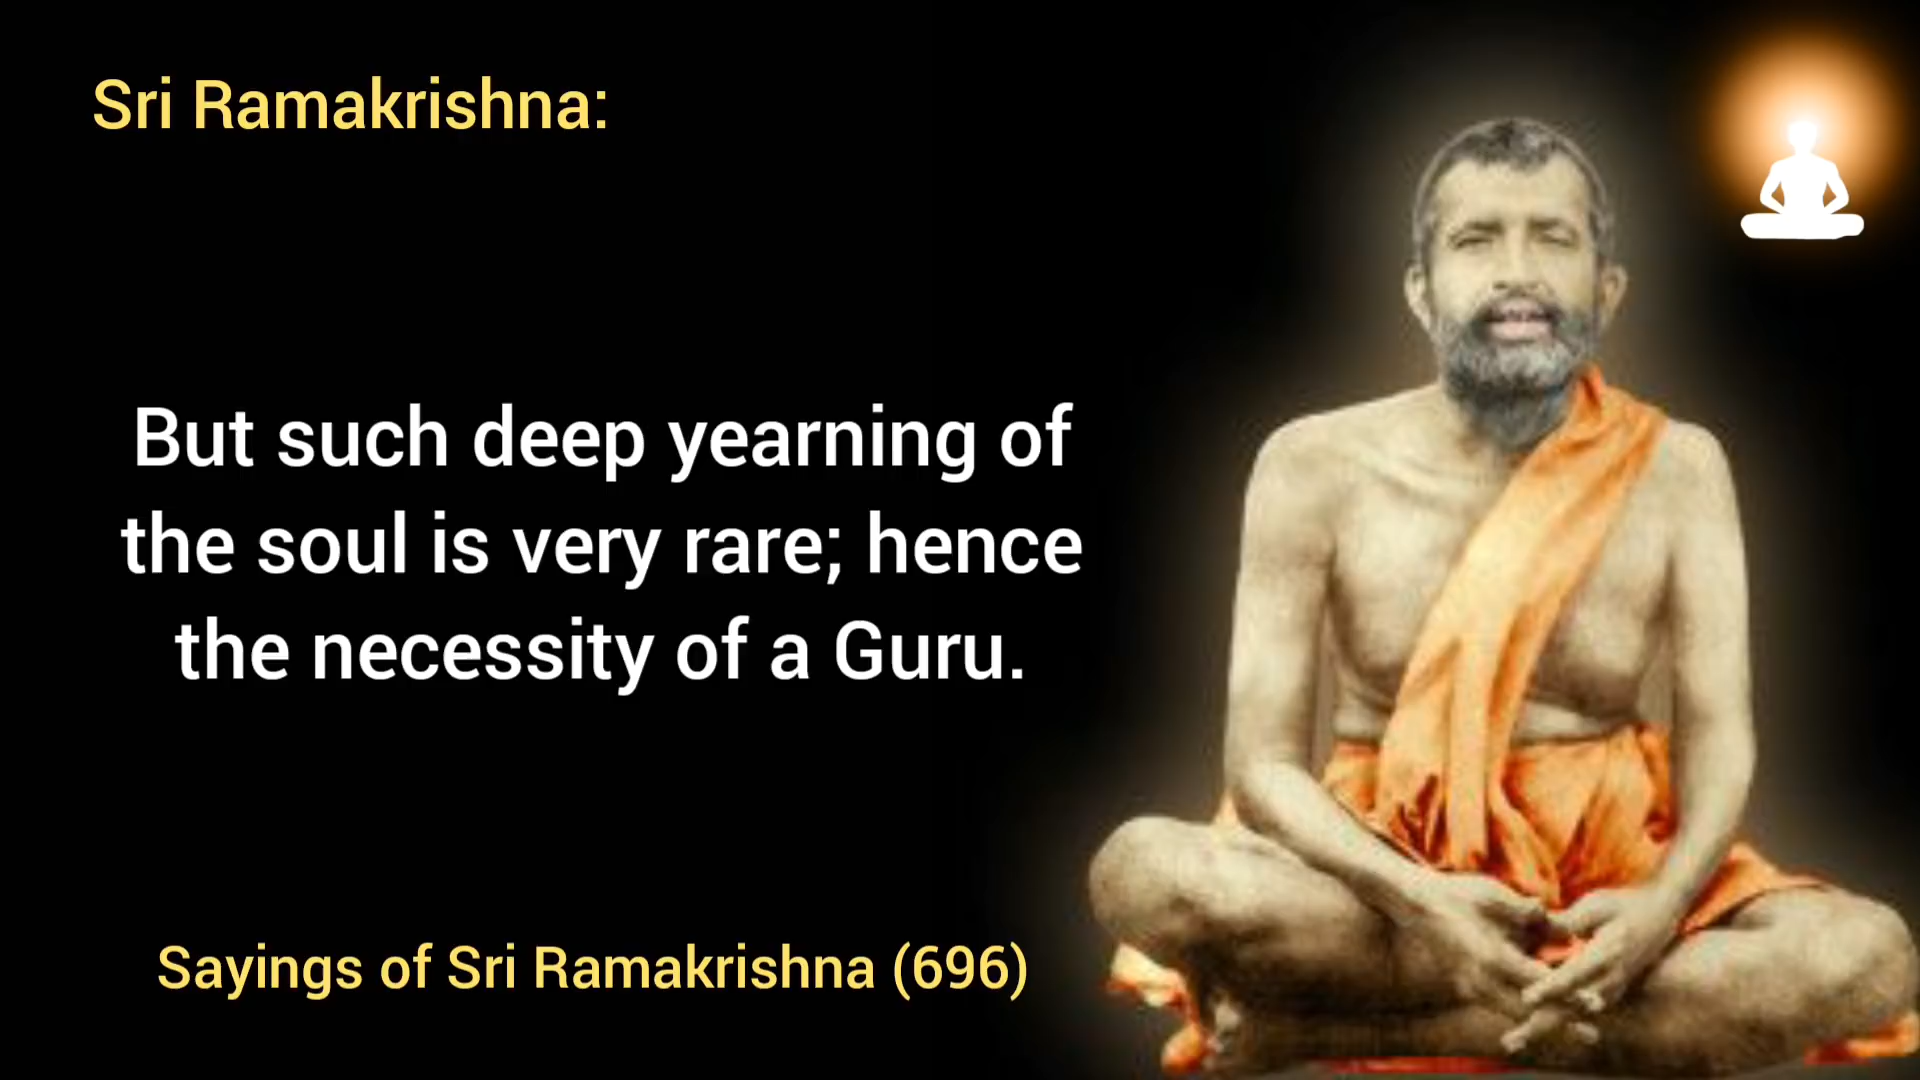 Sri Ramakrishna:
But such deep yearning of
the soul is very rare; hence
the necessity of a Guru.
Sayings of Sri Ramakrishna (696)